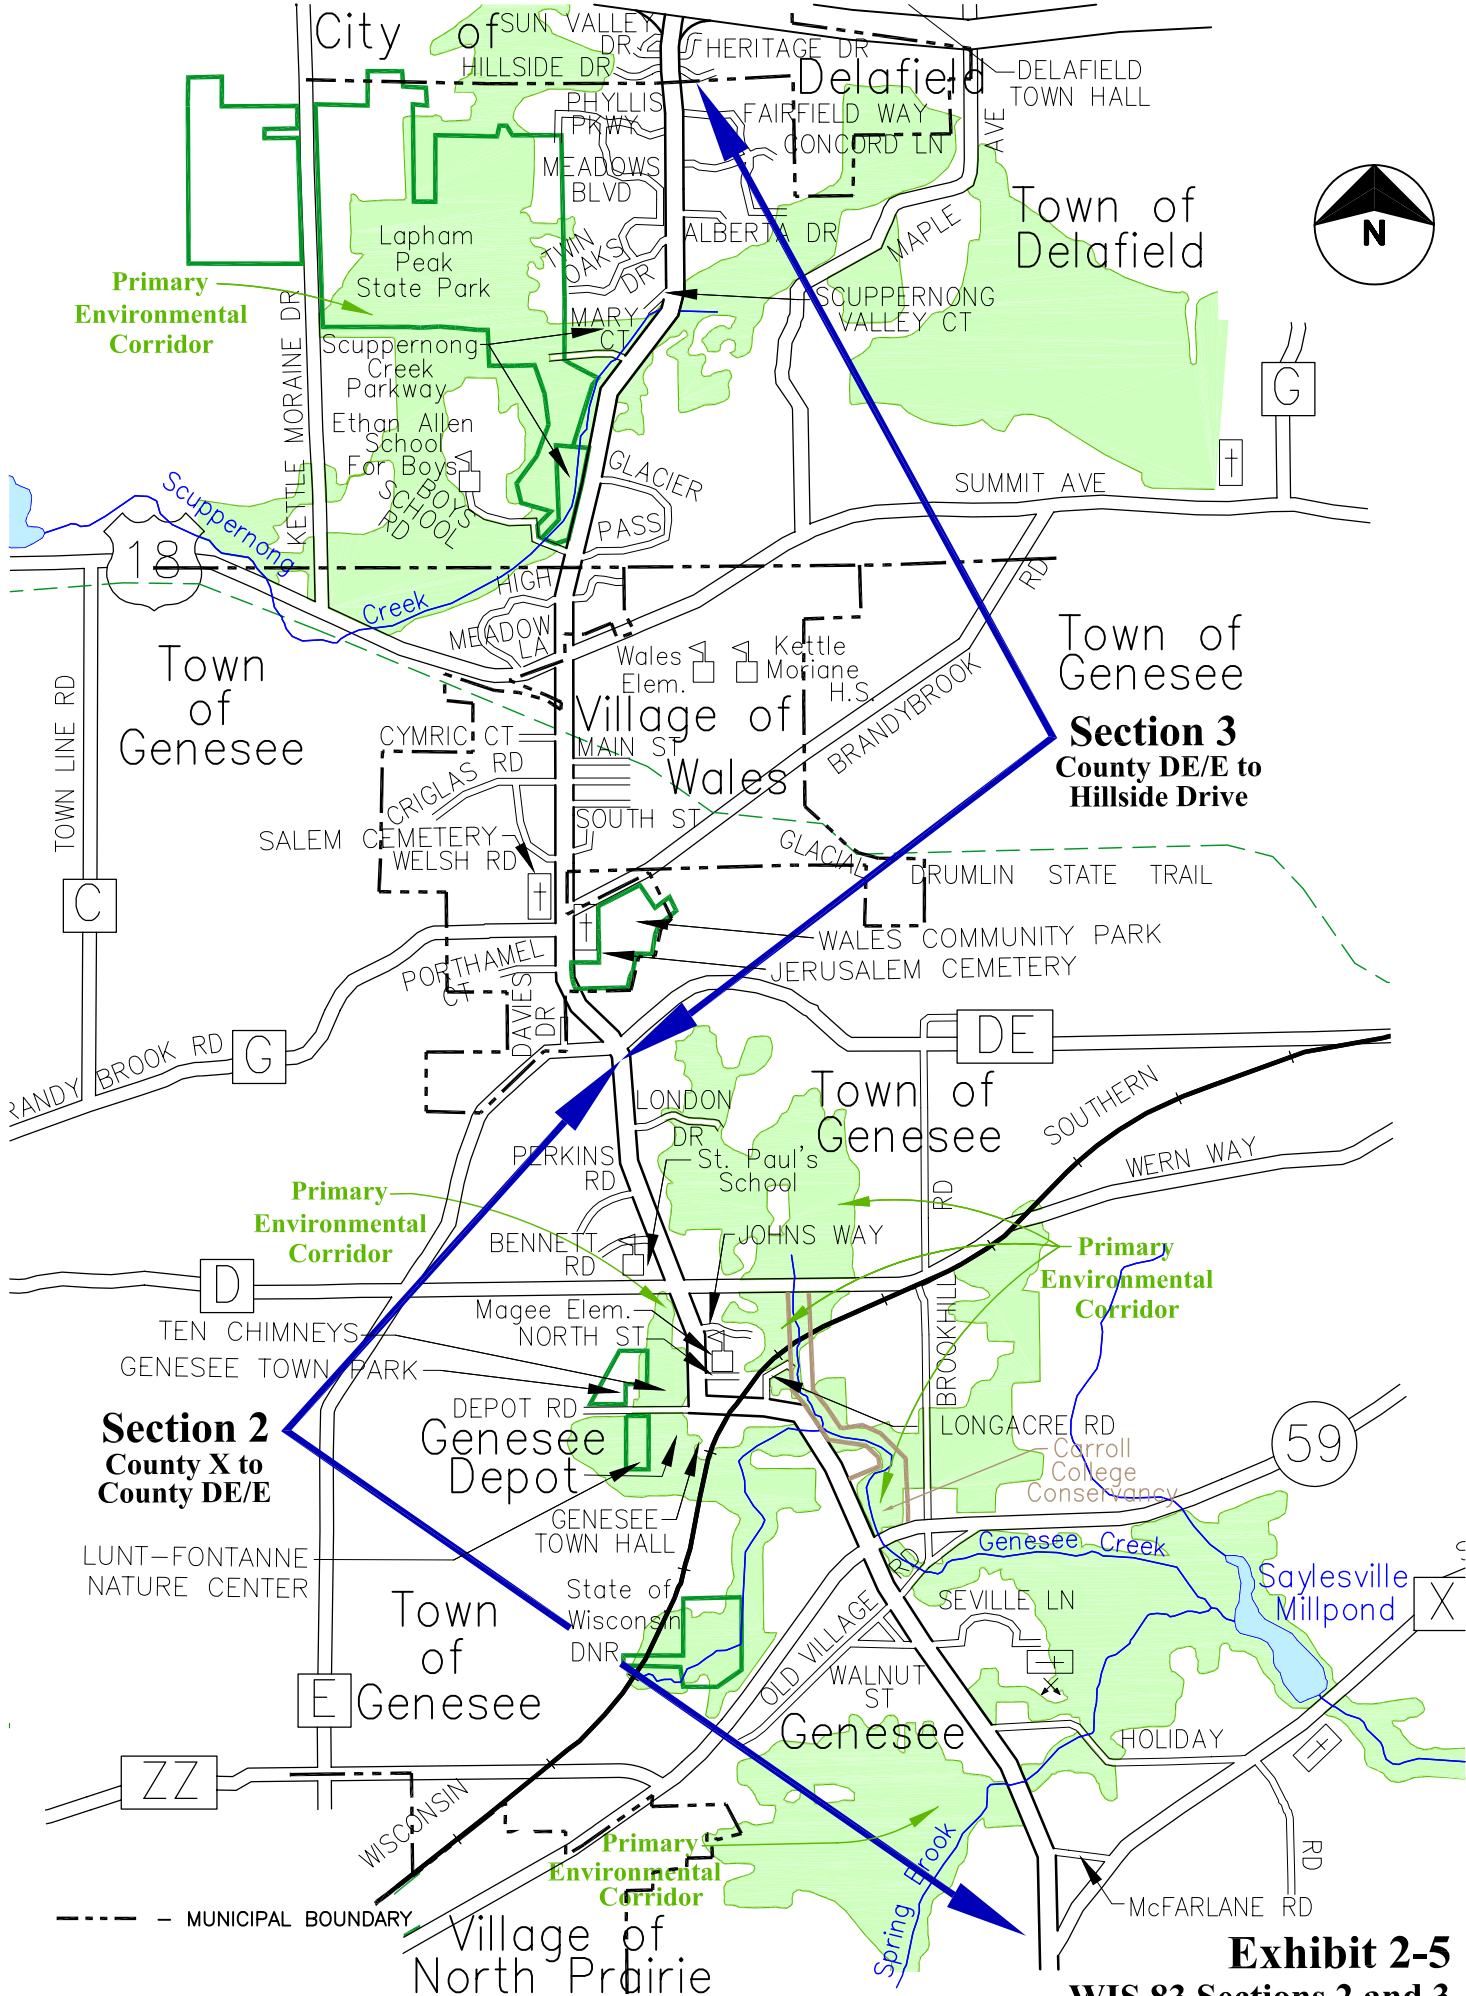 City of
SUN VALLEY
DR
HERITAGE DR
HILLSIDE DR
Delafield
DELAFIELD
TOWN HALL
PHYLLIS
PKWY
FAIRFIELD WAY
CONCORD LN
AVE
MEADOWS
BLVD
Town of
Delafield
N
Lapham
Peak
State Park
TWIN
OAKS
DR
ALBERTA DR
MAPLE
Primary
Environmental
Corridor
KETTLE MORAINE DR
SCUPPERNONG
VALLEY CT
MARY
CT
Scuppernong
Creek
Parkway
G
Ethan Allen
School
For Boys
BOYS
SCHOOL
RD
GLACIER
PASS
SUMMIT AVE
Scuppernong
Creek
18
HIGH
MEADOW
LA
RD
Town
of
Genesee
Wales
Elem.
Kettle
Moriane
H.S.
Town of
Genesee
TOWN LINE RD
Village of
Wales
BRANDYBROOK
Section 3
County DE/E to
Hillside Drive
CYMRIC CT
MAIN ST
CRIGLAS RD
SOUTH ST
SALEM CEMETERY
WELSH RD
GLACIAL
DRUMLIN STATE TRAIL
C
WALES COMMUNITY PARK
JERUSALEM CEMETERY
PORTHAMEL
CT
DAVIES
DR
DE
G
RANDY BROOK RD
Town of
Genesee
LONDON
DR
SOUTHERN
PERKINS
RD
St. Paul's
School
WERN WAY
Primary
Environmental
Corridor
RD
BENNETT
RD
JOHNS WAY
Primary
Environmental
Corridor
D
Magee Elem.
NORTH ST
TEN CHIMNEYS
GENESEE TOWN PARK
BROOKHILL
DEPOT RD
Section 2
County X to
County DE/E
Genesee
Depot
LONGACRE RD
59
Carroll
College
Conservancy
GENESEE
TOWN HALL
LUNT-FONTANNE
NATURE CENTER
Genesee Creek
Saylesville
Millpond
X
State of
Wisconsin
DNR
SEVILLE LN
OLD VILLAGE
RD
Town
of
Genesee
WALNUT
ST
Genesee
E
HOLIDAY
RD
ZZ
WISCONSIN
Primary
Environmental
Corridor
Spring Brook
McFARLANE RD
– MUNICIPAL BOUNDARY
Village of
North Prairie
Exhibit 2-5
WIS 83 Sections 2 and 3